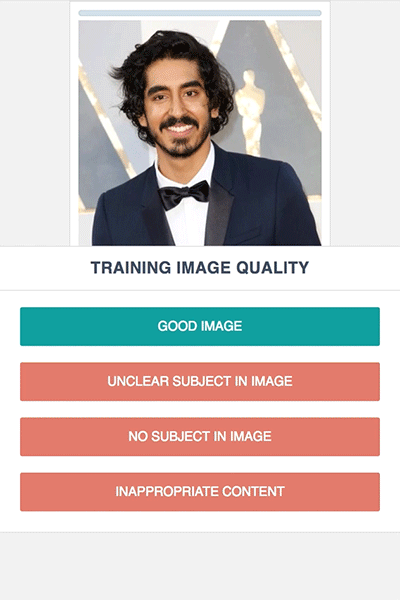 TRAINING IMAGE QUALITY
GOOD IMAGE
UNCLEAR SUBJECT IN IMAGE
NO SUBJECT IN IMAGE
INAPPROPRIATE CONTENT